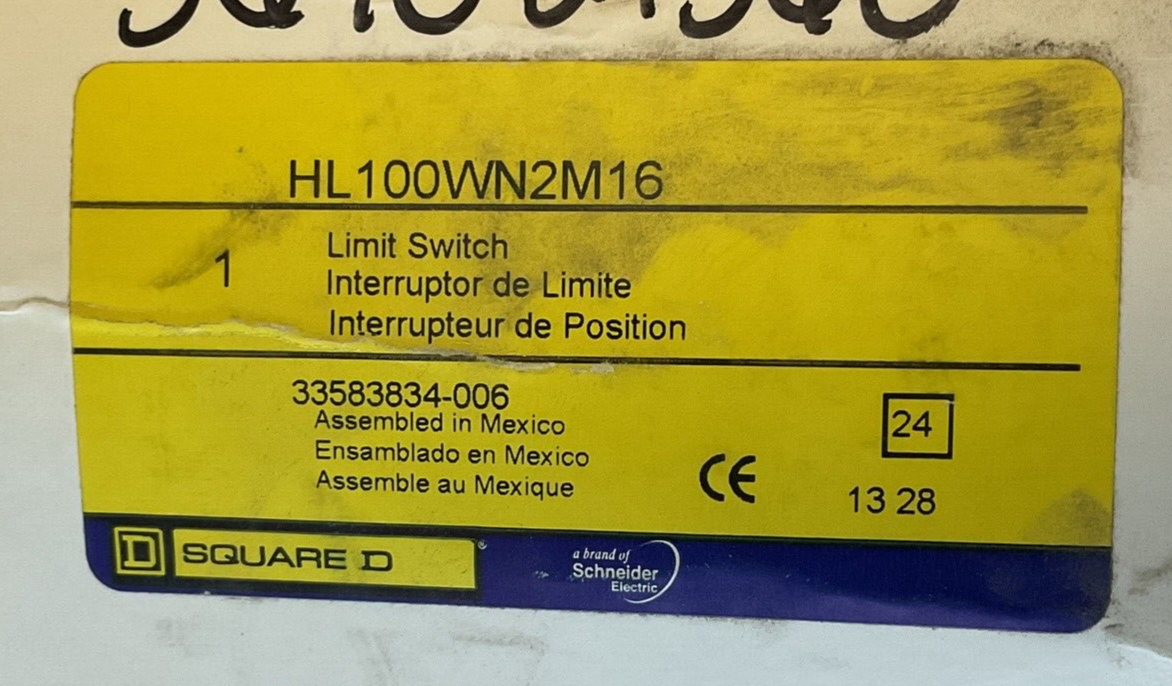 HL100WN2M16
1
Limit Switch
Interruptor de Limite
Interrupteur de Position
33583834-006
Assembled in Mexico
Ensamblado en Mexico
Assemble au Mexique
24
CE
13 28
D SQUARE D ®
a brand of
Schneider
Electric